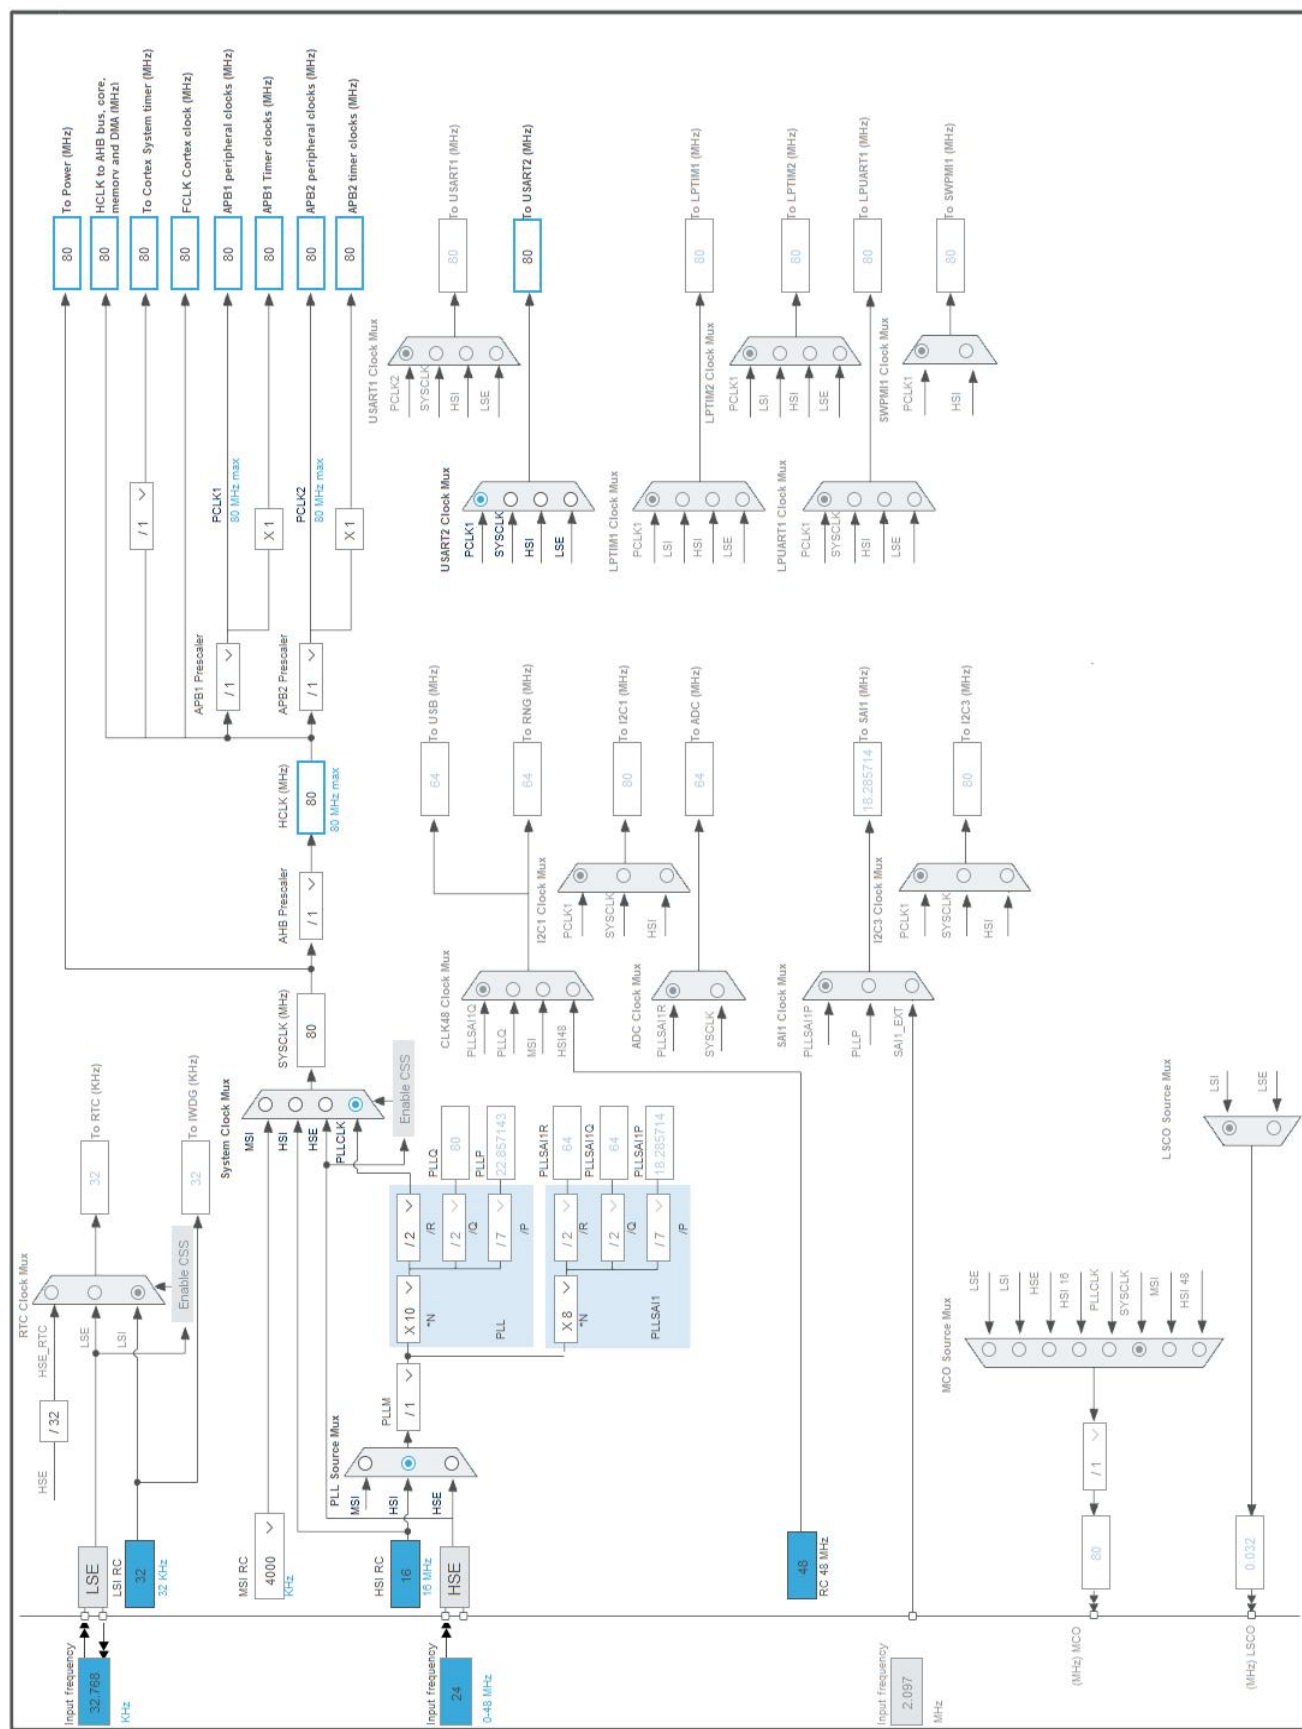 Input frequency
32.768
KHz
LSE
LSI RC
32
32 KHz
HSE
/ 32
HSE_RTC
LSE
LSI
RTC Clock Mux
Enable CSS
32
To RTC (KHz)
32
To IWDG (KHz)
MSI RC
4000
KHz
HSI RC
16
16 MHz
Input frequency
24
0-48 MHz
HSE
PLL Source Mux
MSI
HSI
HSE
PLLM
/ 1
X 10
*N
PLL
/ 2
/R
/ 2
/Q
/ 7
/P
PLLQ
80
PLLP
22.857143
X 8
*N
PLLSAI1
/ 2
/R
/ 2
/Q
/ 7
/P
PLLSAI1R
64
PLLSAI1Q
64
PLLSAI1P
18.285714
System Clock Mux
MSI
HSI
HSE
PLLCLK
Enable CSS
SYSCLK (MHz)
80
AHB Prescaler
/ 1
HCLK (MHz)
80
80 MHz max
APB1 Prescaler
/ 1
APB2 Prescaler
/ 1
/ 1
PCLK1
80 MHz max
X 1
PCLK2
80 MHz max
X 1
80
To Power (MHz)
80
HCLK to AHB bus, core,
memory and DMA (MHz)
80
To Cortex System timer (MHz)
80
FCLK Cortex clock (MHz)
80
APB1 peripheral clocks (MHz)
80
APB1 Timer clocks (MHz)
80
APB2 peripheral clocks (MHz)
80
APB2 timer clocks (MHz)
USART1 Clock Mux
PCLK2
SYSCLK
HSI
LSE
80
To USART1 (MHz)
USART2 Clock Mux
PCLK1
SYSCLK
HSI
LSE
80
To USART2 (MHz)
LPTIM1 Clock Mux
PCLK1
LSI
HSI
LSE
80
To LPTIM1 (MHz)
LPTIM2 Clock Mux
PCLK1
LSI
HSI
LSE
80
To LPTIM2 (MHz)
LPUART1 Clock Mux
PCLK1
SYSCLK
HSI
LSE
80
To LPUART1 (MHz)
SWPMI1 Clock Mux
PCLK1
HSI
80
To SWPMI1 (MHz)
CLK48 Clock Mux
PLLSAI1Q
PLLQ
MSI
HSI48
64
To USB (MHz)
64
To RNG (MHz)
I2C1 Clock Mux
PCLK1
SYSCLK
HSI
80
To I2C1 (MHz)
ADC Clock Mux
PLLSAI1R
SYSCLK
64
To ADC (MHz)
SAI1 Clock Mux
PLLSAI1P
PLLP
SAI1_EXT
18.285714
To SAI1 (MHz)
I2C3 Clock Mux
PCLK1
SYSCLK
HSI
80
To I2C3 (MHz)
48
RC 48 MHz
Input frequency
2.097
MHz
(MHz) MCO
80
/ 1
MCO Source Mux
LSE
LSI
HSE
HSI 16
PLLCLK
SYSCLK
MSI
HSI 48
(MHz) LSCO
0.032
LSCO Source Mux
LSI
LSE